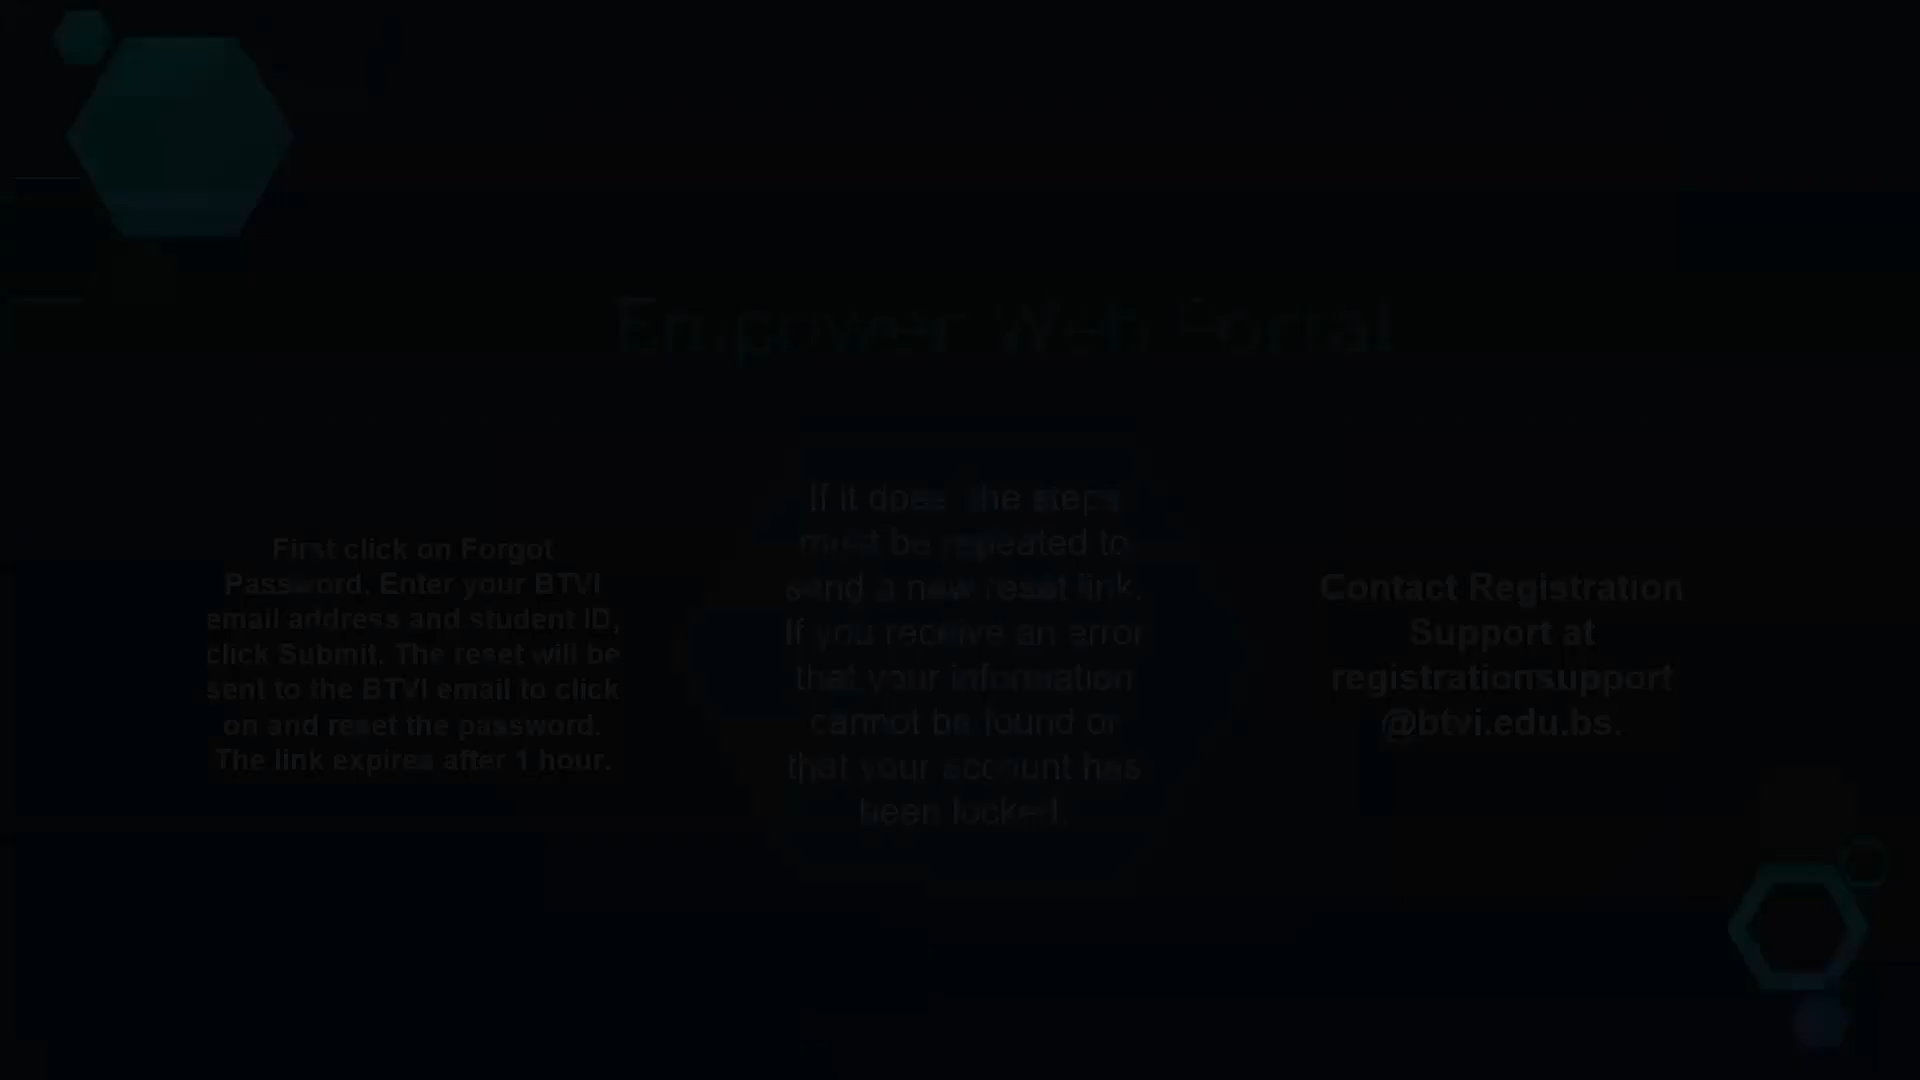 Empower Web Portal
First click on Forgot
Password. Enter your BTVI
email address and student ID,
click Submit. The reset will be
sent to the BTVI email to click
on and reset the password.
The link expires after 1 hour.
If it does, the steps
must be repeated to
send a new reset link.
If you receive an error
that your information
cannot be found or
that your account has
been locked.
Contact Registration
Support at
registrationsupport
@btvi.edu.bs.